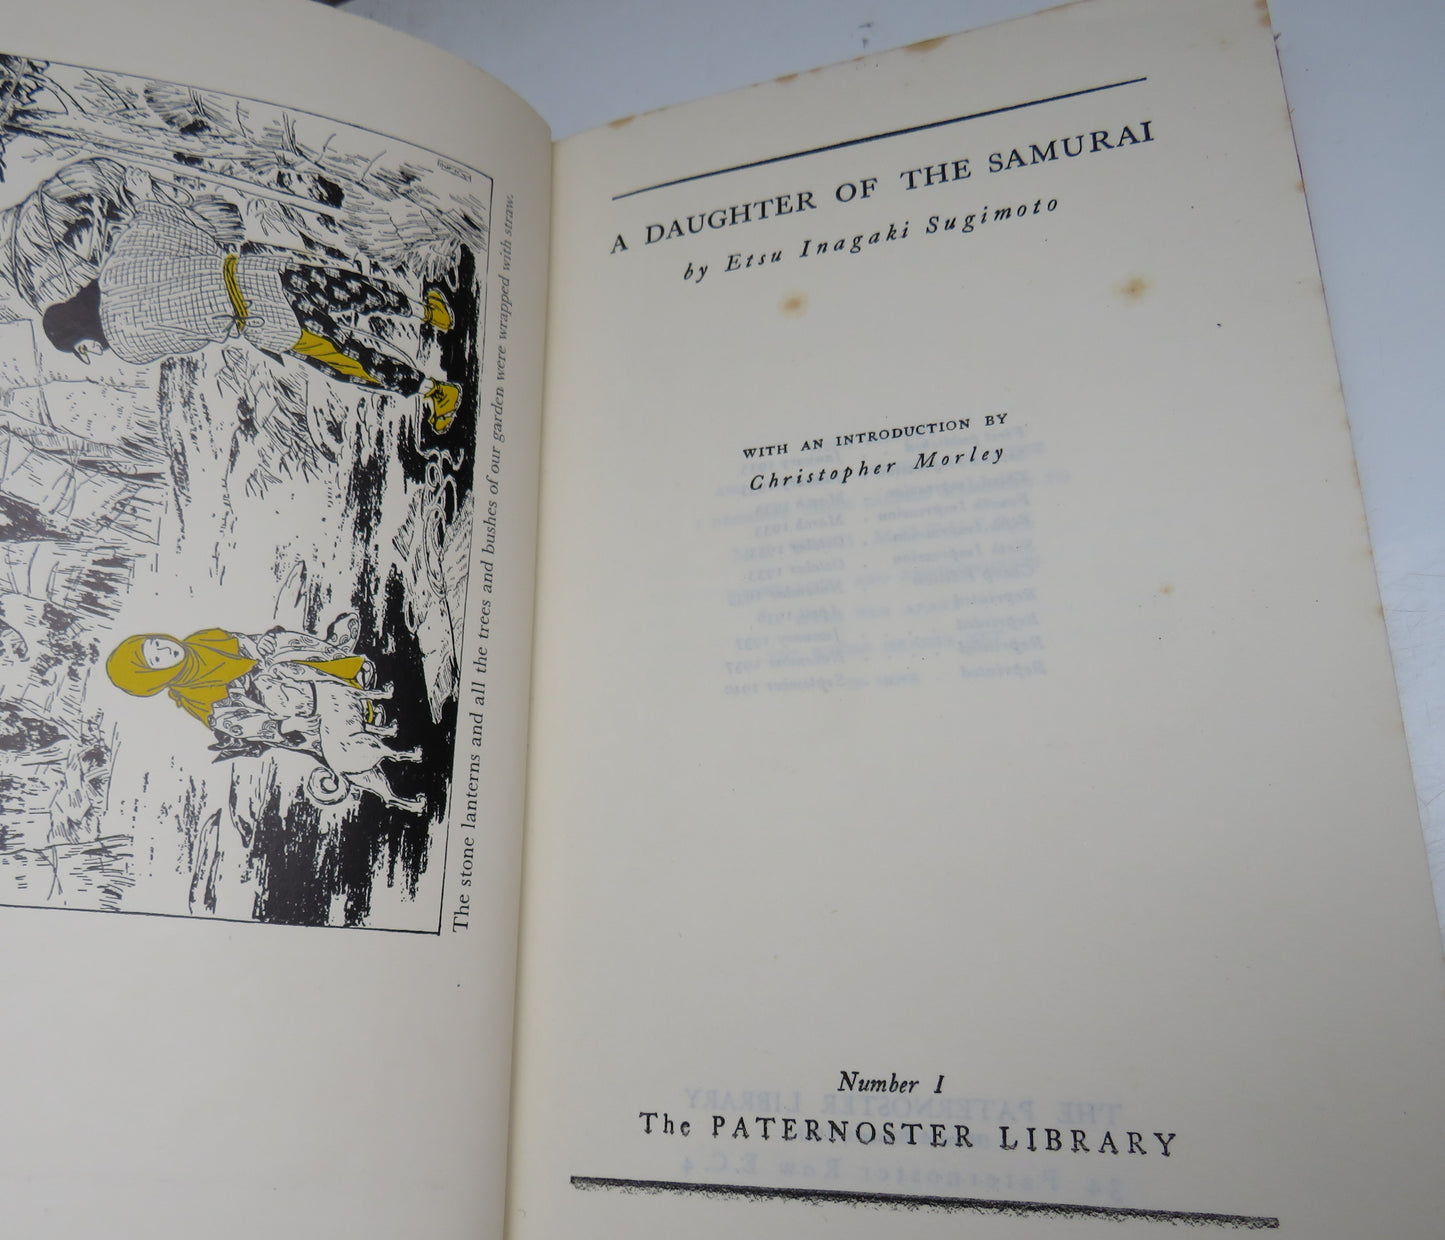 The stone lanterns and all the trees and bushes of our garden were wrapped with straw.
A DAUGHTER OF THE SAMURAI
by Etsu Inagaki Sugimoto
WITH AN INTRODUCTION BY
Christopher Morley
Number 1
The PATERNOSTER LIBRARY